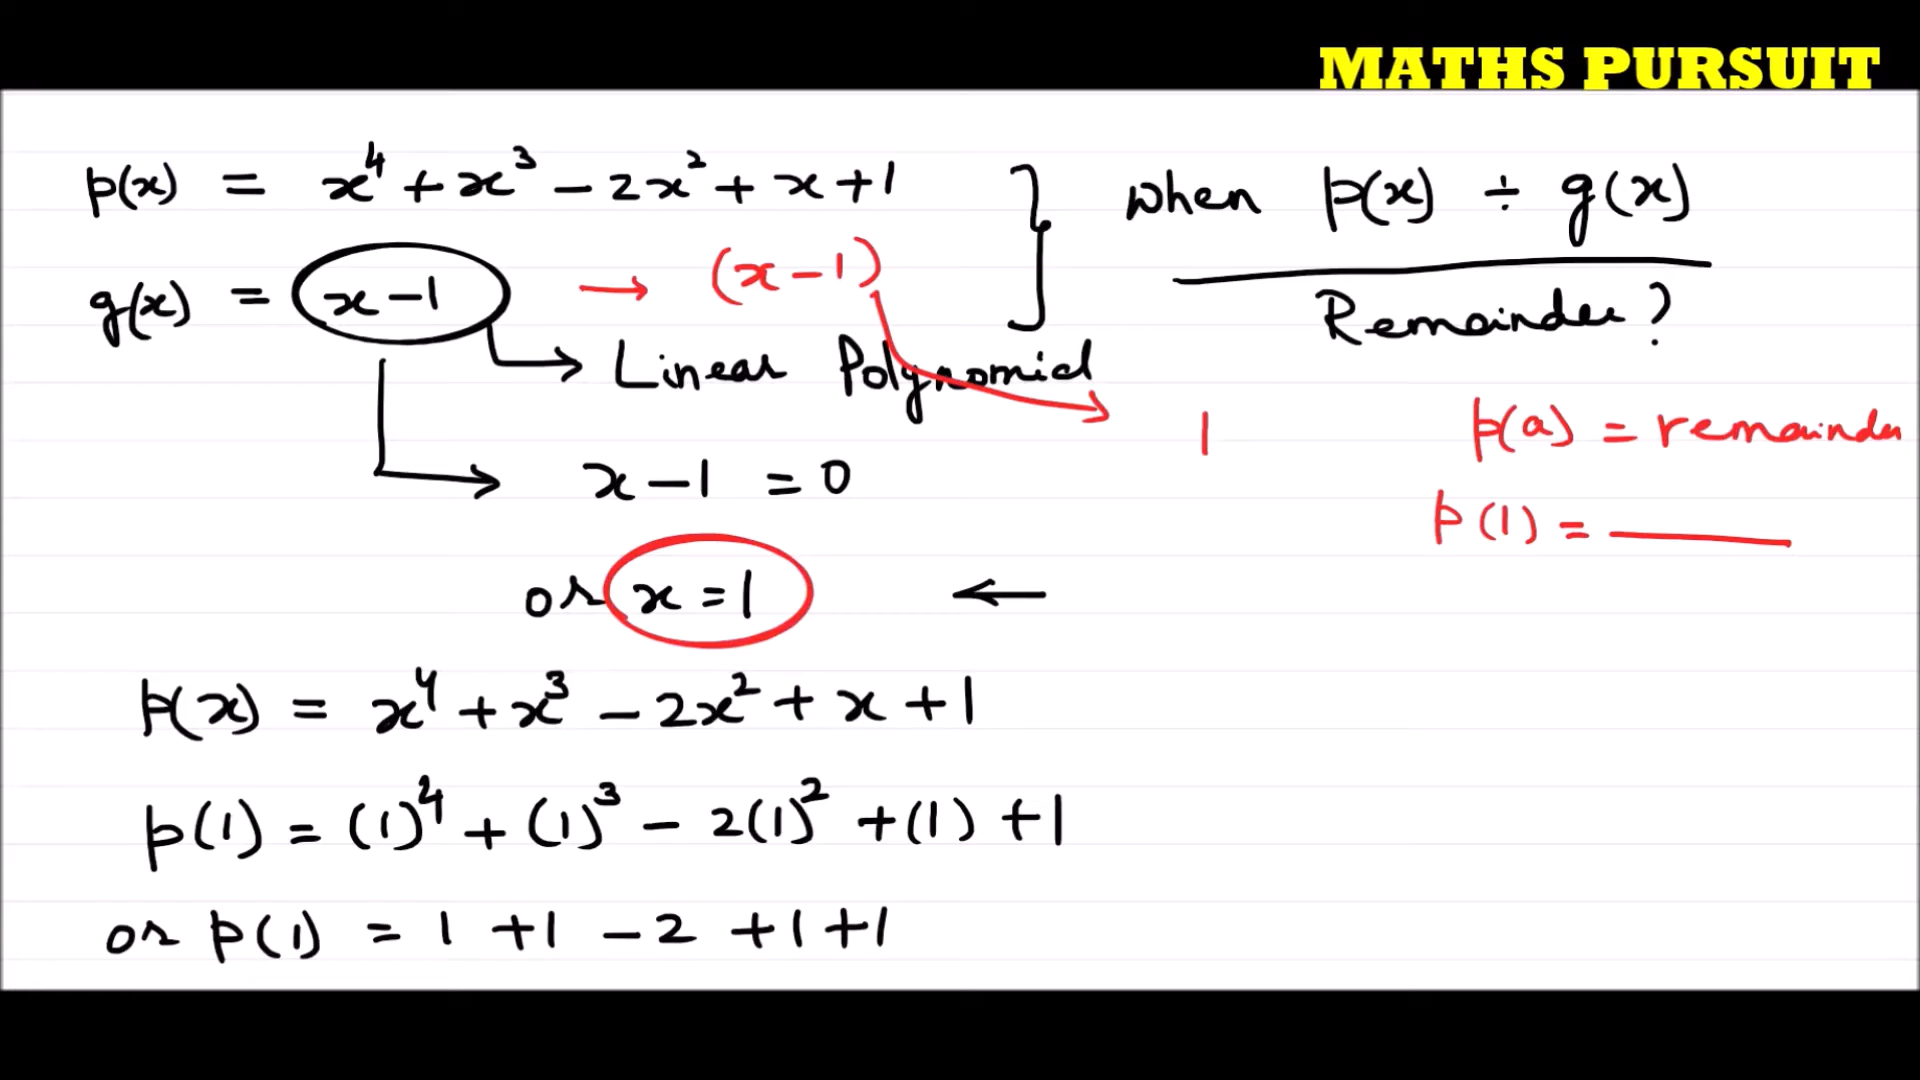 MATHS PURSUIT
p(x) = x⁴ + x³ - 2x² + x + 1
when p(x) ÷ g(x)
g(x) = x - 1 → (x - 1)
Remainder?
→ Linear Polynomial
1
p(a) = remainder
→ x - 1 = 0
p(1) = ______
or x = 1 ←
p(x) = x⁴ + x³ - 2x² + x + 1
p(1) = (1)⁴ + (1)³ - 2(1)² + (1) + 1
or p(1) = 1 + 1 - 2 + 1 + 1